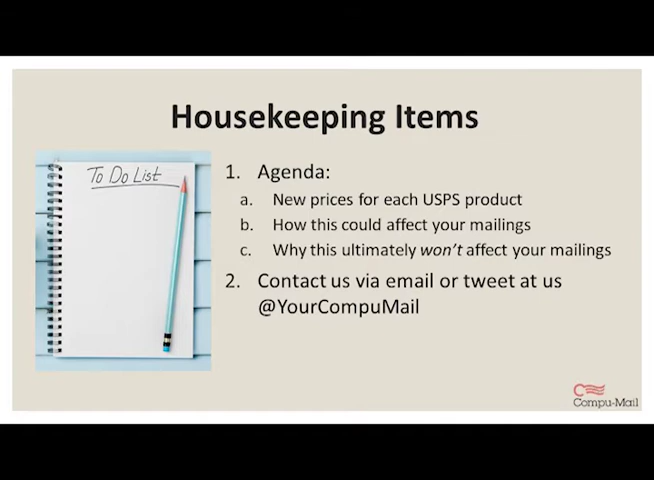 Housekeeping Items
To Do List
1. Agenda:
a. New prices for each USPS product
b. How this could affect your mailings
c. Why this ultimately won't affect your mailings
2. Contact us via email or tweet at us
@YourCompuMail
Compu-Mail